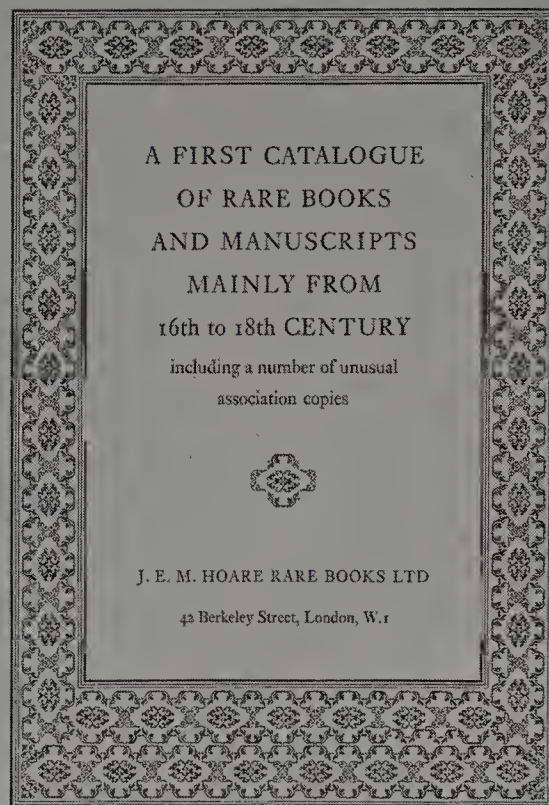 A FIRST CATALOGUE
OF RARE BOOKS
AND MANUSCRIPTS
MAINLY FROM
16th to 18th CENTURY
including a number of unusual
association copies
J. E. M. HOARE RARE BOOKS LTD
42 Berkeley Street, London, W.1